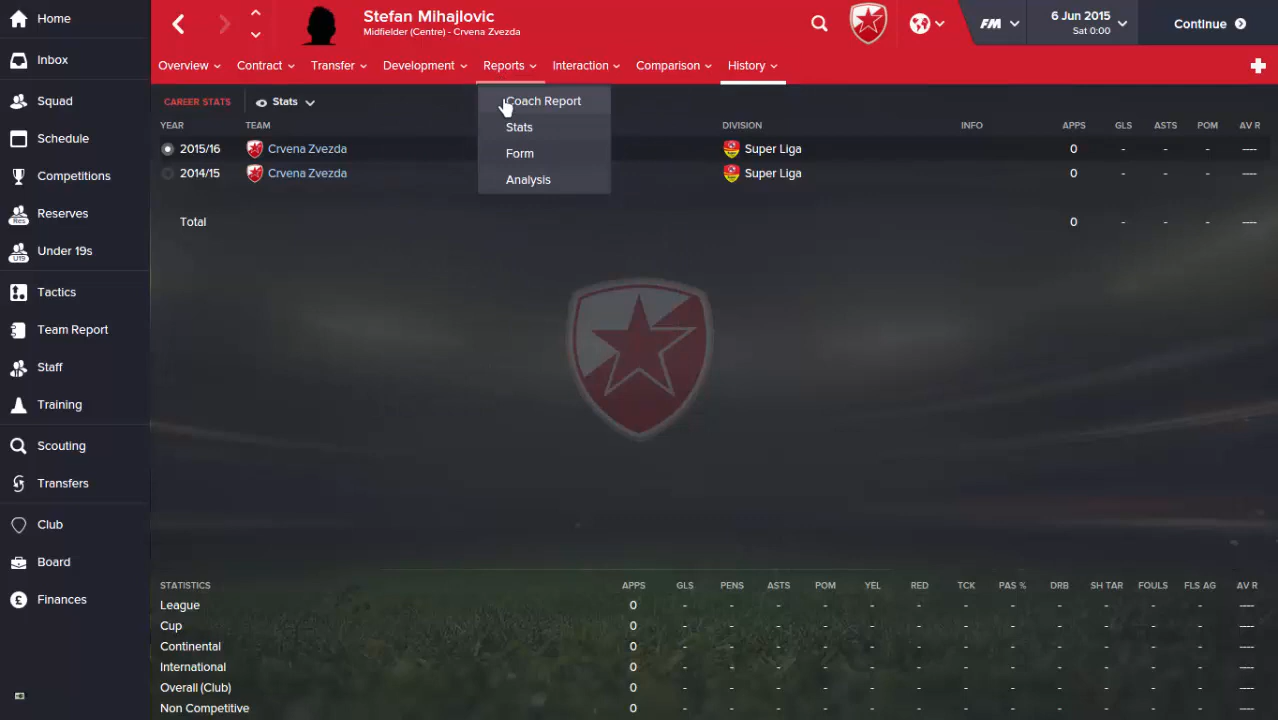 Home
Inbox
Squad
Schedule
Competitions
Reserves
Under 19s
Tactics
Team Report
Staff
Training
Scouting
Transfers
Club
Board
Finances
Stefan Mihajlovic
Midfielder (Centre) - Crvena Zvezda
FM
6 Jun 2015
Sat 0:00
Continue
Overview Contract Transfer Development Reports Interaction Comparison History
CAREER STATS Stats
Coach Report
Stats
Form
Analysis
YEAR TEAM DIVISION INFO APPS GLS ASTS POM AV R
2015/16 Crvena Zvezda Super Liga 0 - - - ----
2014/15 Crvena Zvezda Super Liga 0 - - - ----
Total 0 - - - ----
STATISTICS APPS GLS PENS ASTS POM YEL RED TCK PAS % DRB SH TAR FOULS FLS AG AV R
League 0 - - - - - - - - - - - - ----
Cup 0 - - - - - - - - - - - - ----
Continental 0 - - - - - - - - - - - - ----
International 0 - - - - - - - - - - - - ----
Overall (Club) 0 - - - - - - - - - - - - ----
Non Competitive 0 - - - - - - - - - - - - ----